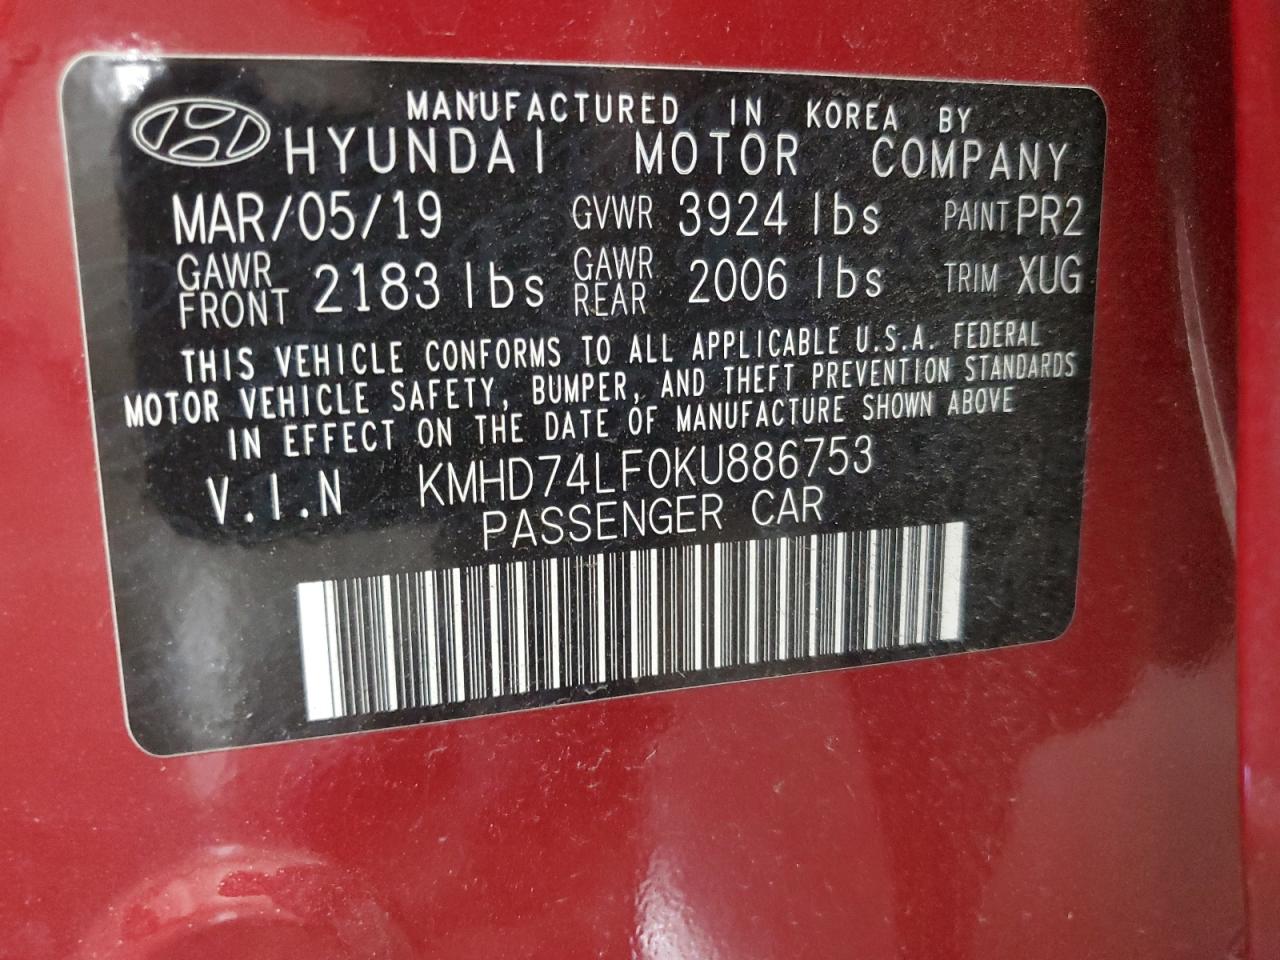 MANUFACTURED IN KOREA BY
HYUNDAI MOTOR COMPANY
MAR/05/19 GVWR 3924 lbs PAINT PR2
GAWR FRONT 2183 lbs GAWR REAR 2006 lbs TRIM XUG
THIS VEHICLE CONFORMS TO ALL APPLICABLE U.S.A. FEDERAL
MOTOR VEHICLE SAFETY, BUMPER, AND THEFT PREVENTION STANDARDS
IN EFFECT ON THE DATE OF MANUFACTURE SHOWN ABOVE
V.I.N KMHD74LF0KU886753
PASSENGER CAR